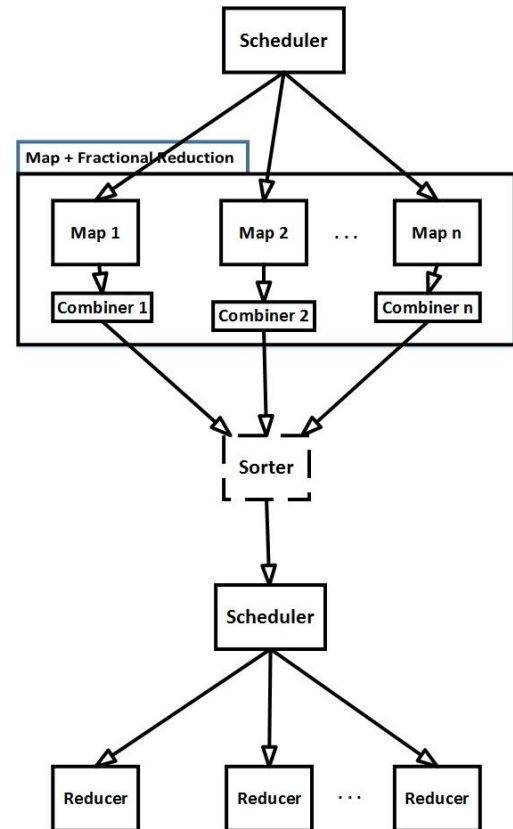 Scheduler
Map + Fractional Reduction
Map 1
Map 2
. . .
Map n
Combiner 1
Combiner 2
Combiner n
Sorter
Scheduler
Reducer
Reducer
. . .
Reducer